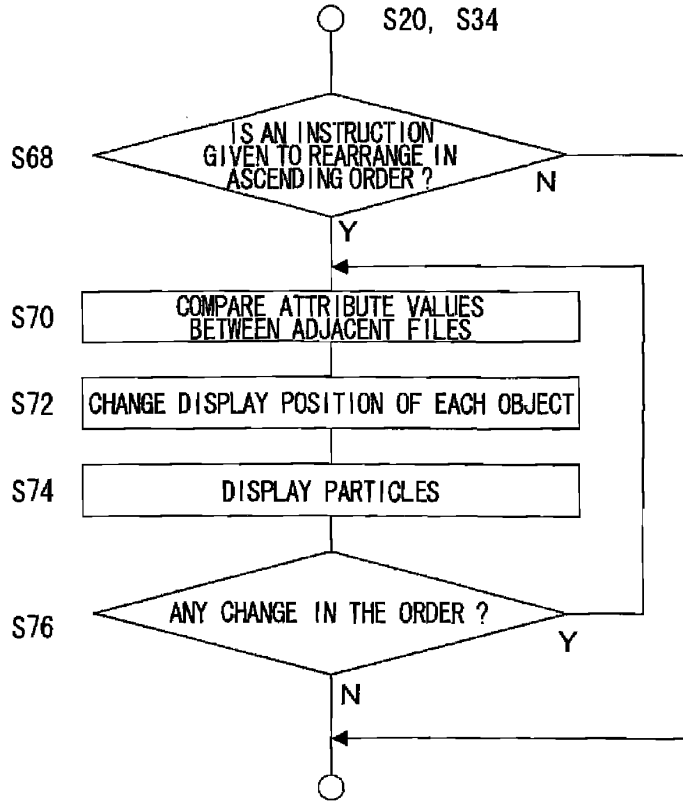 S20, S34
S68
IS AN INSTRUCTION
GIVEN TO REARRANGE IN
ASCENDING ORDER ?
N
Y
S70
COMPARE ATTRIBUTE VALUES
BETWEEN ADJACENT FILES
S72
CHANGE DISPLAY POSITION OF EACH OBJECT
S74
DISPLAY PARTICLES
S76
ANY CHANGE IN THE ORDER ?
Y
N